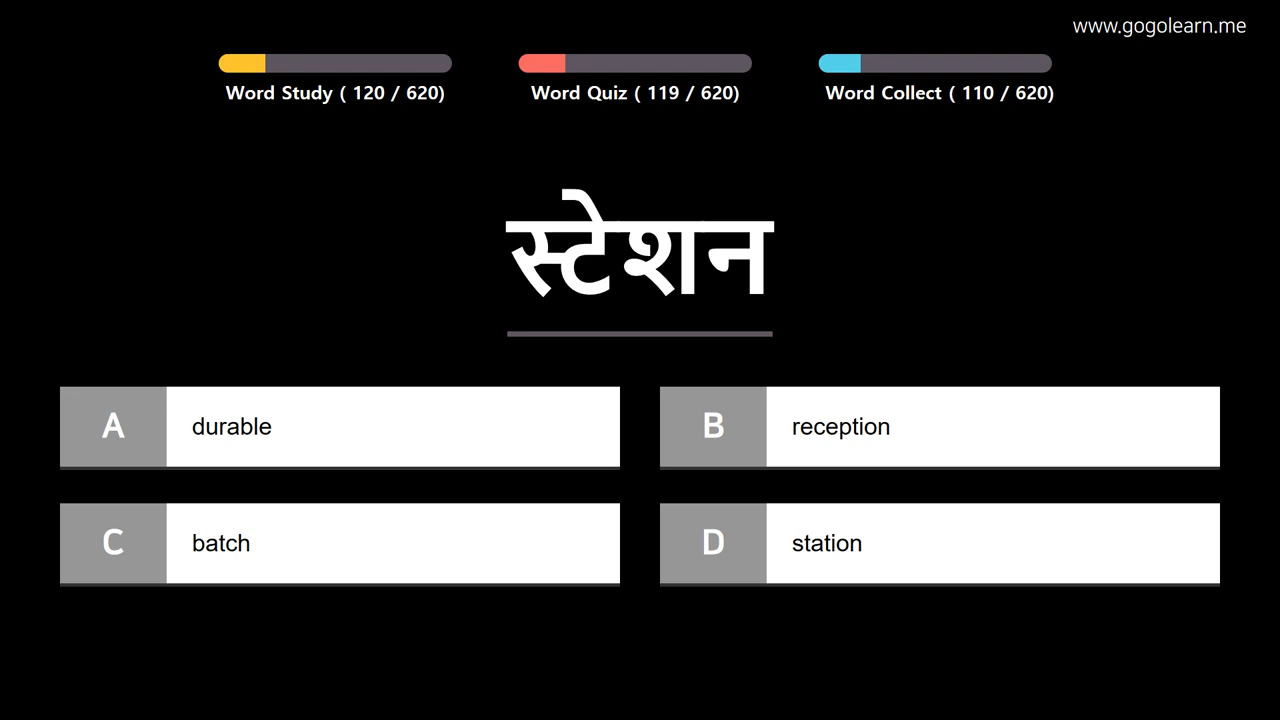 www.gogolearn.me
Word Study ( 120 / 620)
Word Quiz ( 119 / 620)
Word Collect ( 110 / 620)
स्टेशन
A durable
B reception
C batch
D station